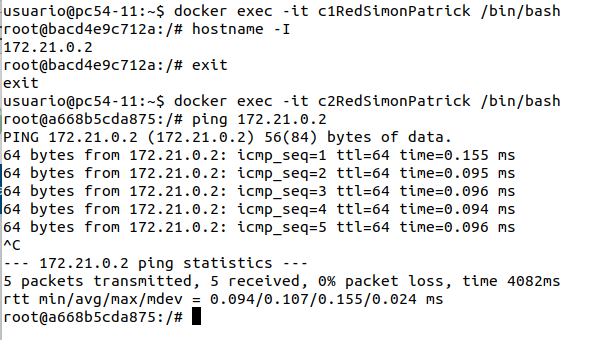 usuario@pc54-11:~$ docker exec -it c1RedSimonPatrick /bin/bash
root@bacd4e9c712a:/# hostname -I
172.21.0.2
root@bacd4e9c712a:/# exit
exit
usuario@pc54-11:~$ docker exec -it c2RedSimonPatrick /bin/bash
root@a668b5cda875:/# ping 172.21.0.2
PING 172.21.0.2 (172.21.0.2) 56(84) bytes of data.
64 bytes from 172.21.0.2: icmp_seq=1 ttl=64 time=0.155 ms
64 bytes from 172.21.0.2: icmp_seq=2 ttl=64 time=0.095 ms
64 bytes from 172.21.0.2: icmp_seq=3 ttl=64 time=0.096 ms
64 bytes from 172.21.0.2: icmp_seq=4 ttl=64 time=0.094 ms
64 bytes from 172.21.0.2: icmp_seq=5 ttl=64 time=0.096 ms
^C
--- 172.21.0.2 ping statistics ---
5 packets transmitted, 5 received, 0% packet loss, time 4082ms
rtt min/avg/max/mdev = 0.094/0.107/0.155/0.024 ms
root@a668b5cda875:/#